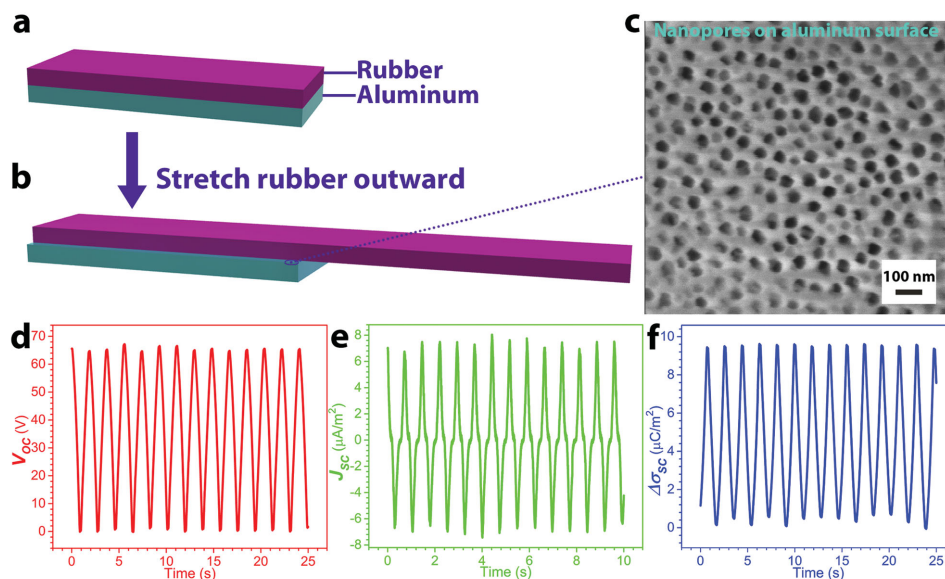 a
Rubber
Aluminum
b
Stretch rubber outward
c
Nanopores on aluminum surface
100 nm
d
70
60
50
40
30
20
10
0
V_OC (V)
0 5 10 15 20 25
Time (s)
e
8
6
4
2
0
-2
-4
-6
-8
J_SC (μA/m²)
0 2 4 6 8 10
Time (s)
f
10
8
6
4
2
0
Δσ_SC (μC/m²)
0 5 10 15 20 25
Time (s)